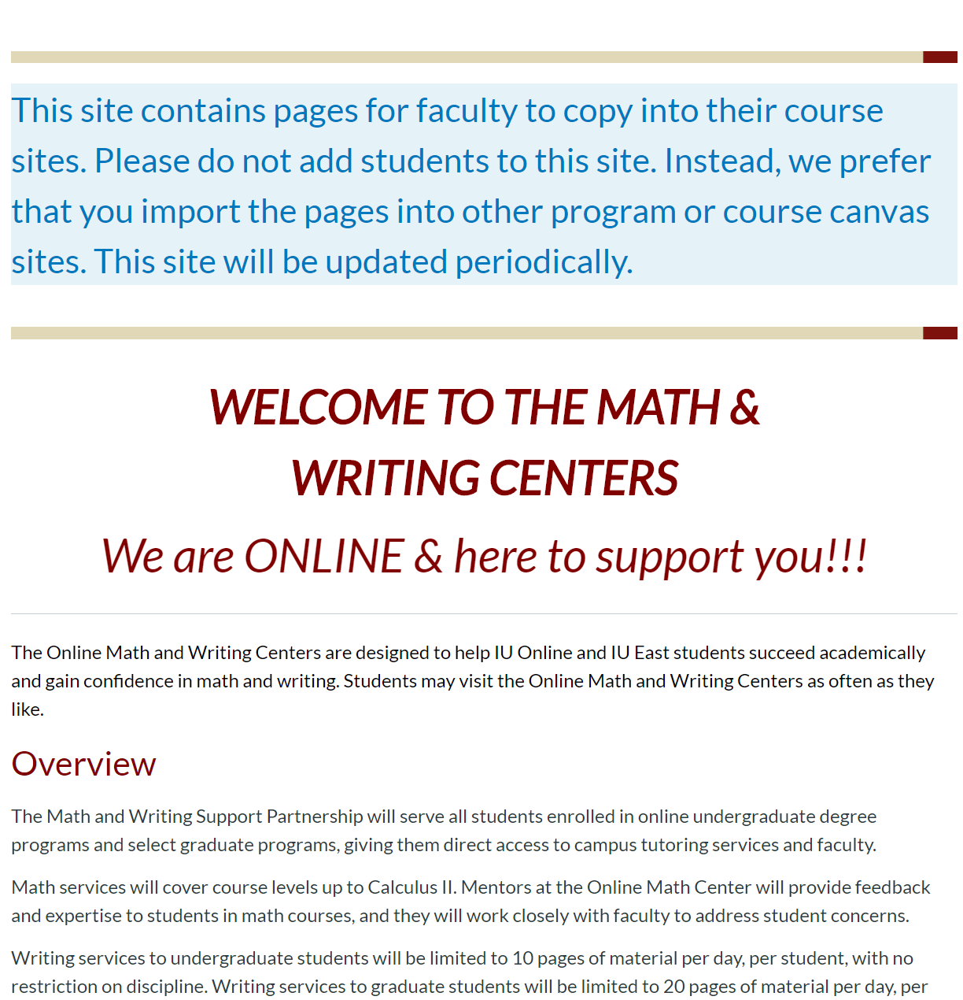 This site contains pages for faculty to copy into their course
sites. Please do not add students to this site. Instead, we prefer
that you import the pages into other program or course canvas
sites. This site will be updated periodically.
WELCOME TO THE MATH &
WRITING CENTERS
We are ONLINE & here to support you!!!
The Online Math and Writing Centers are designed to help IU Online and IU East students succeed academically
and gain confidence in math and writing. Students may visit the Online Math and Writing Centers as often as they
like.
Overview
The Math and Writing Support Partnership will serve all students enrolled in online undergraduate degree
programs and select graduate programs, giving them direct access to campus tutoring services and faculty.
Math services will cover course levels up to Calculus II. Mentors at the Online Math Center will provide feedback
and expertise to students in math courses, and they will work closely with faculty to address student concerns.
Writing services to undergraduate students will be limited to 10 pages of material per day, per student, with no
restriction on discipline. Writing services to graduate students will be limited to 20 pages of material per day, per